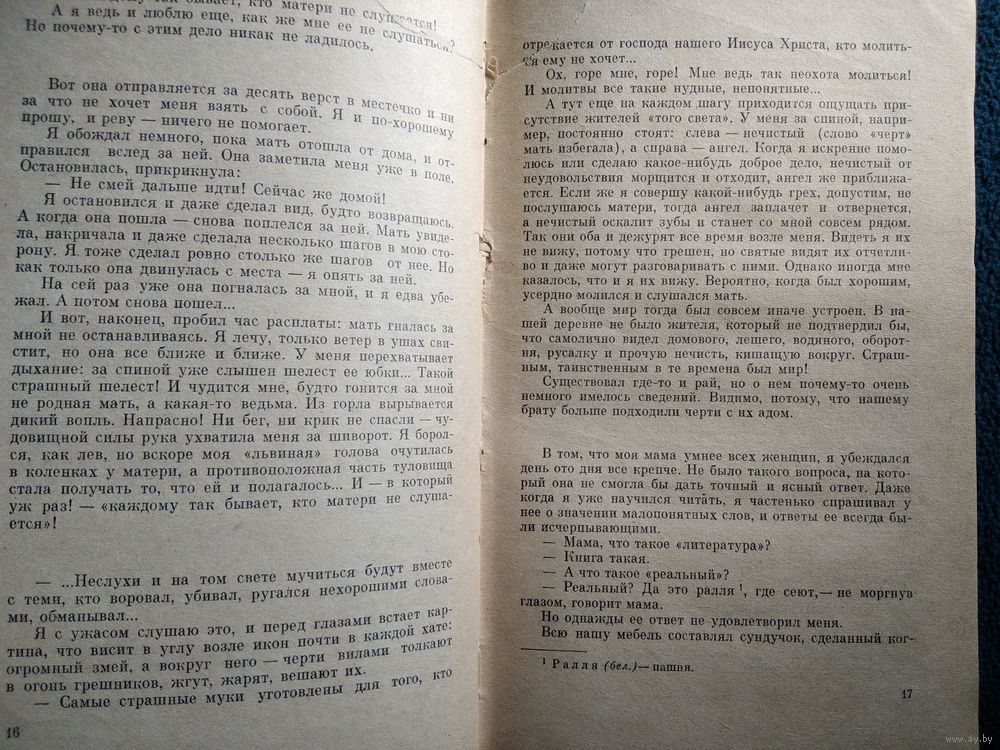 так бывает, кто матери не слушается!
А я ведь и люблю еще, как же мне ее не слушаться?
Но почему-то с этим дело никак не ладилось.
Вот она отправляется за десять верст в местечко и ни
за что не хочет меня взять с собой. Я и по-хорошему
прошу, и реву — ничего не помогает.
Я обождал немного, пока мать отошла от дома, и от-
правился вслед за ней. Она заметила меня уже в поле.
Остановилась, прикрикнула:
— Не смей дальше идти! Сейчас же домой!
Я остановился и даже сделал вид, будто возвращаюсь.
А когда она пошла — снова поплелся за ней. Мать увиде-
ла, накричала и даже сделала несколько шагов в мою сто-
рону. Я тоже сделал ровно столько же шагов от нее. Но
как только она двинулась с места — я опять за ней.
На сей раз уже она погналась за мной, и я едва убе-
жал. А потом снова пошел...
И вот, наконец, пробил час расплаты: мать гналась за
мной не останавливаясь. Я лечу, только ветер в ушах сви-
стит, но она все ближе и ближе. У меня перехватывает
дыхание: за спиной уже слышен шелест ее юбки... Такой
страшный шелест! И чудится мне, будто гонится за мной
не родная мать, а какая-то ведьма. Из горла вырывается
дикий вопль. Напрасно! Ни бег, ни крик не спасли — чу-
довищной силы рука ухватила меня за шиворот. Я борол-
ся, как лев, но вскоре моя «львиная» голова очутилась
в коленках у матери, а противоположная часть туловища
стала получать то, что ей и полагалось... И — в который
уж раз! — «каждому так бывает, кто матери не слуша-
ется»!
— ...Неслухи и на том свете мучиться будут вместе
с теми, кто воровал, убивал, ругался нехорошими слова-
ми, обманывал...
Я с ужасом слушаю это, и перед глазами встает кар-
тина, что висит в углу возле икон почти в каждой хате:
огромный змей, а вокруг него — черти вилами толкают
в огонь грешников, жгут, жарят, вешают их.
— Самые страшные муки уготовлены для того, кто
16
отрекается от господа нашего Иисуса Христа, кто молить-
ся ему не хочет...
Ох, горе мне, горе! Мне ведь так неохота молиться!
И молитвы все такие нудные, непонятные...
А тут еще на каждом шагу приходится ощущать при-
сутствие жителей «того света». У меня за спиной, напри-
мер, постоянно стоят: слева — нечистый (слово «черт»
мать избегала), а справа — ангел. Когда я искренне помо-
люсь или сделаю какое-нибудь доброе дело, нечистый от
неудовольствия морщится и отходит, ангел же приближа-
ется. Если же я совершу какой-нибудь грех, допустим, не
послушаюсь матери, тогда ангел заплачет и отвернется,
а нечистый оскалит зубы и станет со мной совсем рядом.
Так они оба и дежурят все время возле меня. Видеть я их
не вижу, потому что грешен, но святые видят их отчетли-
во и даже могут разговаривать с ними. Однако иногда мне
казалось, что и я их вижу. Вероятно, когда был хорошим,
усердно молился и слушался мать.
А вообще мир тогда был совсем иначе устроен. В на-
шей деревне не было жителя, который не подтвердил бы,
что самолично видел домового, лешего, водяного, оборот-
ня, русалку и прочую нечисть, кишащую вокруг. Страш-
ным, таинственным в те времена был мир!
Существовал где-то и рай, но о нем почему-то очень
немного имелось сведений. Видимо, потому, что нашему
брату больше подходили черти с их адом.
В том, что моя мама умнее всех женщин, я убеждался
день ото дня все крепче. Не было такого вопроса, на кото-
рый она не смогла бы дать точный и ясный ответ. Даже
когда я уже научился читать, я частенько спрашивал у
нее о значении малопонятных слов, и ответы ее всегда бы-
ли исчерпывающими.
— Мама, что такое «литература»?
— Книга такая.
— А что такое «реальный»?
— Реальный? Да это ралля ¹, где сеют,— не моргнув
глазом, говорит мама.
Но однажды ее ответ не удовлетворил меня.
Всю нашу мебель составлял сундучок, сделанный ког-
¹ Ралля (бел.)— пашня.
17
www.ay.by